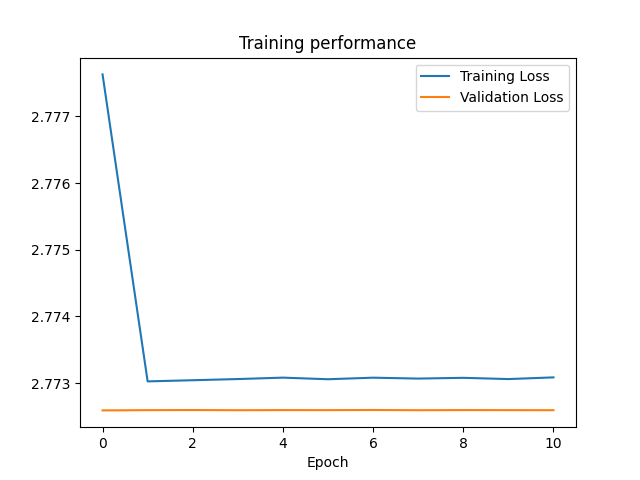 Training performance
Training Loss
Validation Loss
2.777
2.776
2.775
2.774
2.773
0 2 4 6 8 10
Epoch